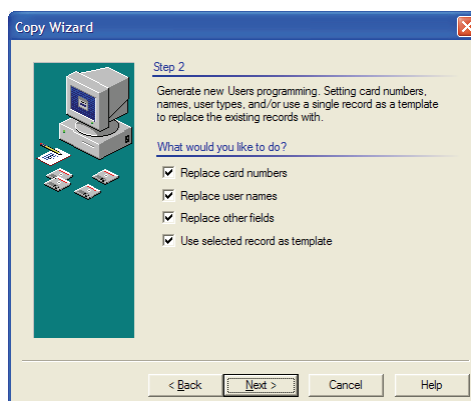 Copy Wizard
Step 2
Generate new Users programming. Setting card numbers,
names, user types, and/or use a single record as a template
to replace the existing records with.
What would you like to do?
Replace card numbers
Replace user names
Replace other fields
Use selected record as template
< Back Next > Cancel Help